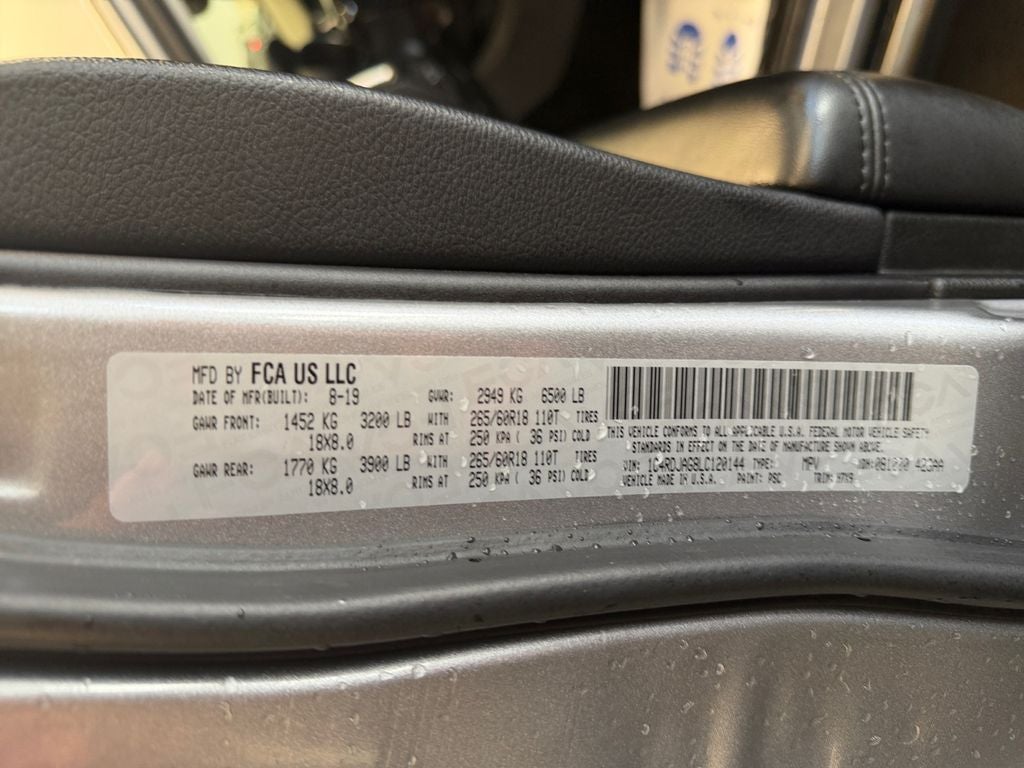 MFD BY FCA US LLC
DATE OF MFR(BUILT): 8-19 GVWR: 2949 KG 6500 LB
GAWR FRONT: 1452 KG 3200 LB WITH 265/60R18 110T TIRES
18X8.0 RIMS AT 250 KPA ( 36 PSI) COLD
GAWR REAR: 1770 KG 3900 LB WITH 265/60R18 110T TIRES
18X8.0 RIMS AT 250 KPA ( 36 PSI) COLD
THIS VEHICLE CONFORMS TO ALL APPLICABLE U.S.A. FEDERAL MOTOR VEHICLE SAFETY
STANDARDS IN EFFECT ON THE DATE OF MANUFACTURE SHOWN ABOVE.
VIN: 1C4RDJAG8LC120144 TYPE: MPV
VEHICLE MADE IN U.S.A. PAINT: PSC TRIM: